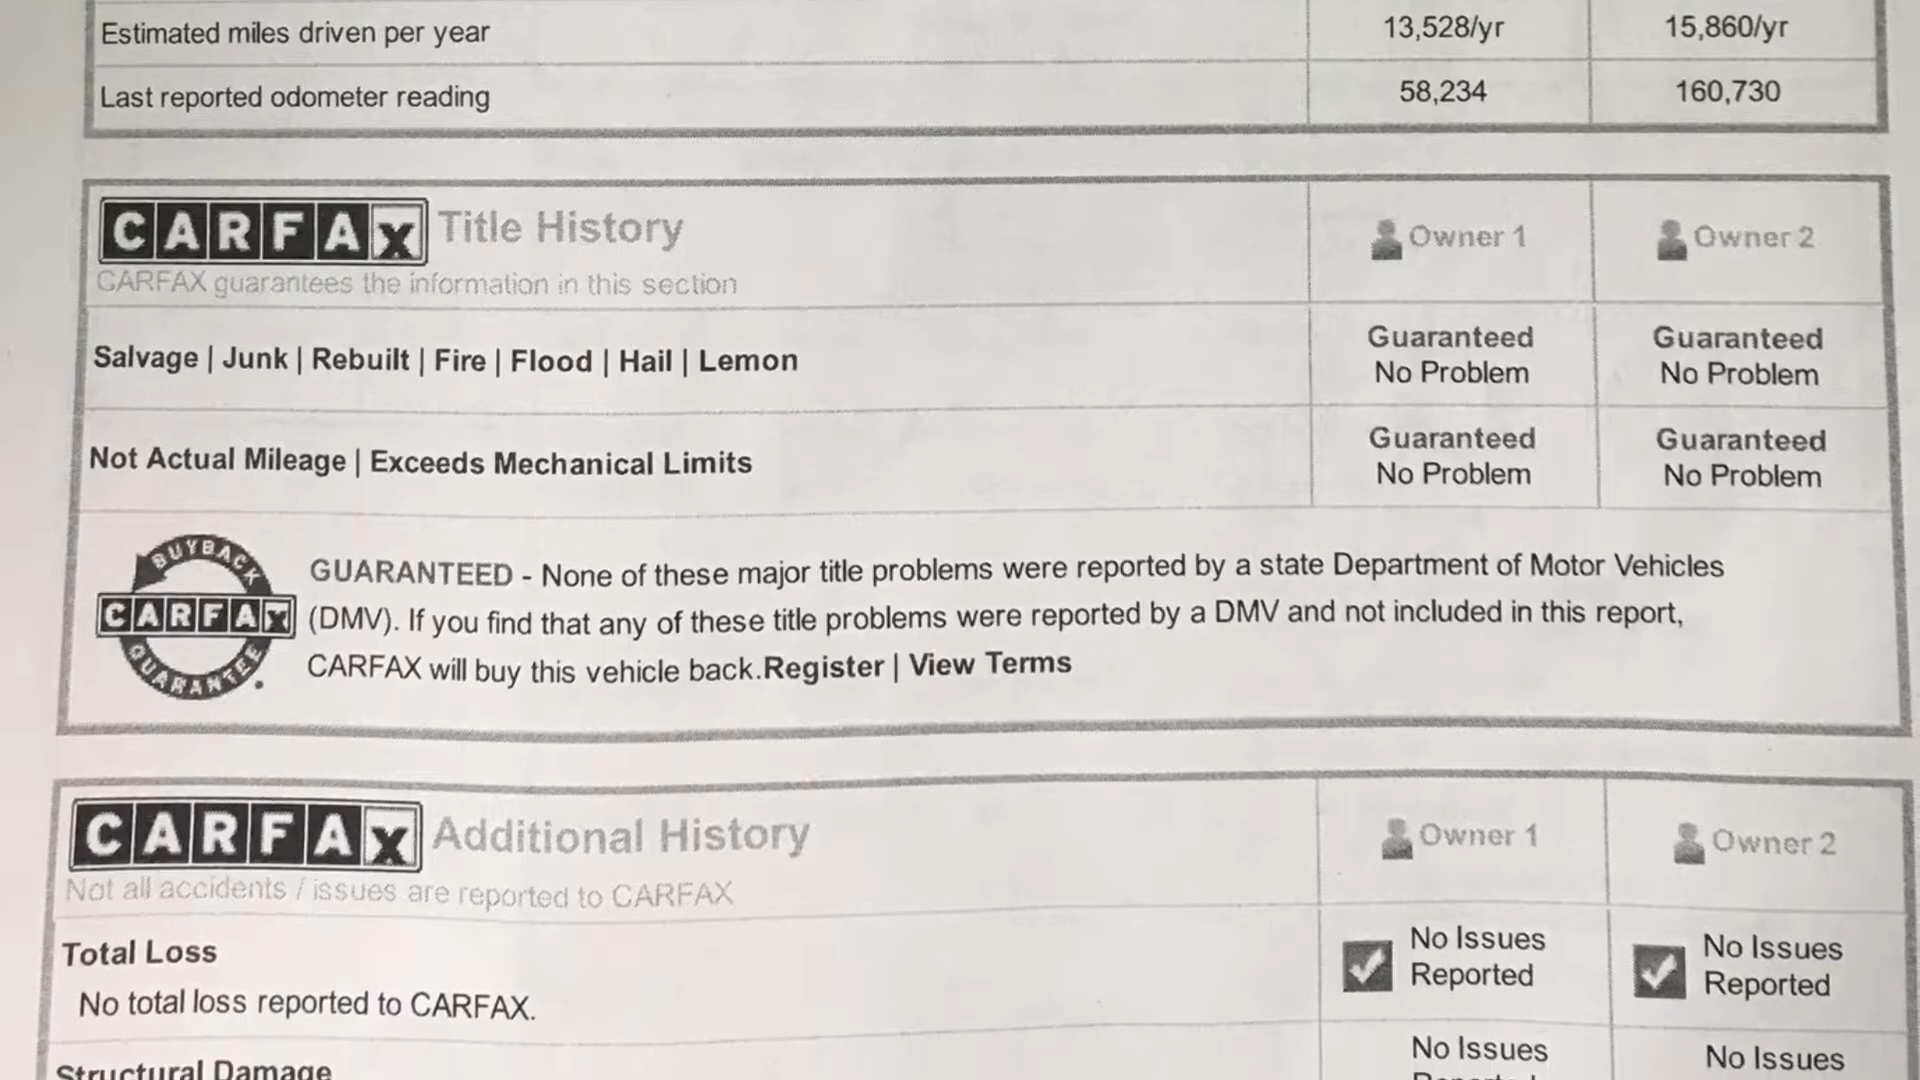 Estimated miles driven per year 13,528/yr 15,860/yr
Last reported odometer reading 58,234 160,730
CARFAX Title History Owner 1 Owner 2
CARFAX guarantees the information in this section
Salvage | Junk | Rebuilt | Fire | Flood | Hail | Lemon Guaranteed No Problem Guaranteed No Problem
Not Actual Mileage | Exceeds Mechanical Limits Guaranteed No Problem Guaranteed No Problem
BUYBACK CARFAX GUARANTEE
GUARANTEED - None of these major title problems were reported by a state Department of Motor Vehicles
(DMV). If you find that any of these title problems were reported by a DMV and not included in this report,
CARFAX will buy this vehicle back.Register | View Terms
CARFAX Additional History Owner 1 Owner 2
Not all accidents / issues are reported to CARFAX
Total Loss No Issues Reported No Issues Reported
No total loss reported to CARFAX.
Structural Damage No Issues No Issues